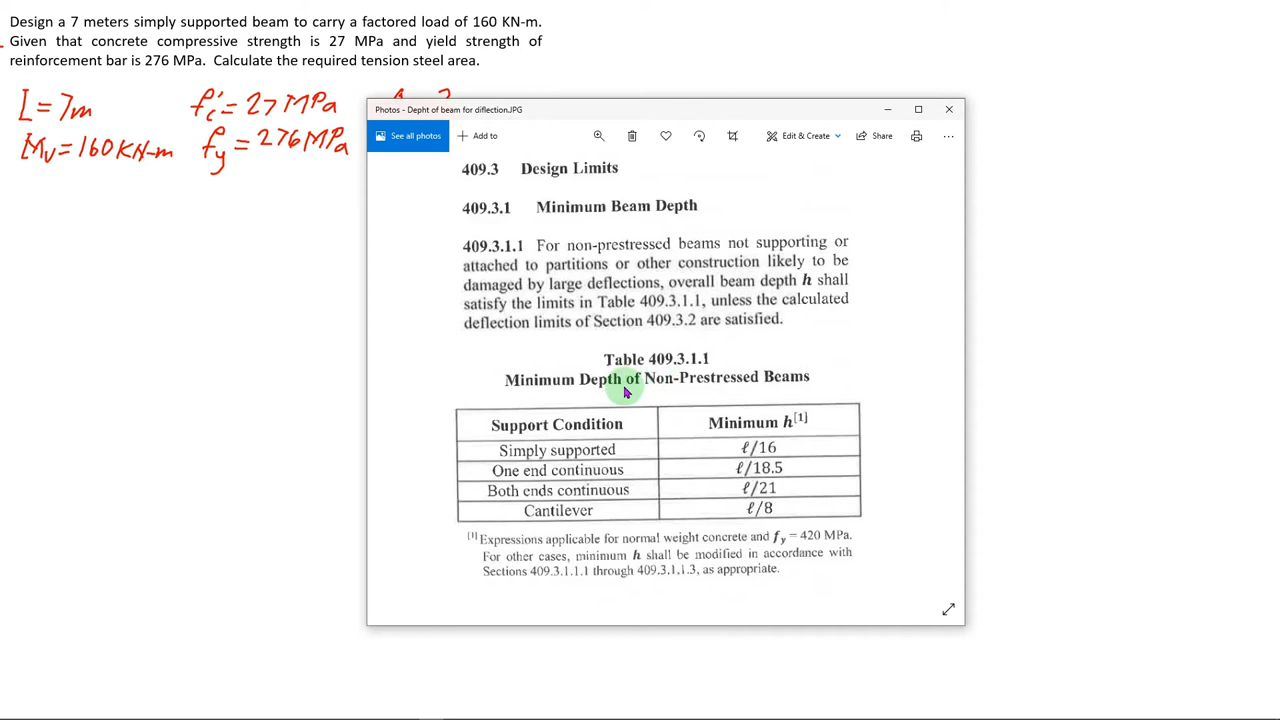 Design a 7 meters simply supported beam to carry a factored load of 160 KN-m.
Given that concrete compressive strength is 27 MPa and yield strength of
reinforcement bar is 276 MPa. Calculate the required tension steel area.
L = 7m
f'c = 27 MPa
Mu = 160 KN-m
fy = 276 MPa
Photos - Depht of beam for diflection.JPG
See all photos
Add to
Edit & Create
Share
409.3 Design Limits
409.3.1 Minimum Beam Depth
409.3.1.1 For non-prestressed beams not supporting or
attached to partitions or other construction likely to be
damaged by large deflections, overall beam depth h shall
satisfy the limits in Table 409.3.1.1, unless the calculated
deflection limits of Section 409.3.2 are satisfied.
Table 409.3.1.1
Minimum Depth of Non-Prestressed Beams
Support Condition Minimum h[1]
Simply supported ℓ/16
One end continuous ℓ/18.5
Both ends continuous ℓ/21
Cantilever ℓ/8
[1] Expressions applicable for normal weight concrete and fy = 420 MPa.
For other cases, minimum h shall be modified in accordance with
Sections 409.3.1.1.1 through 409.3.1.1.3, as appropriate.